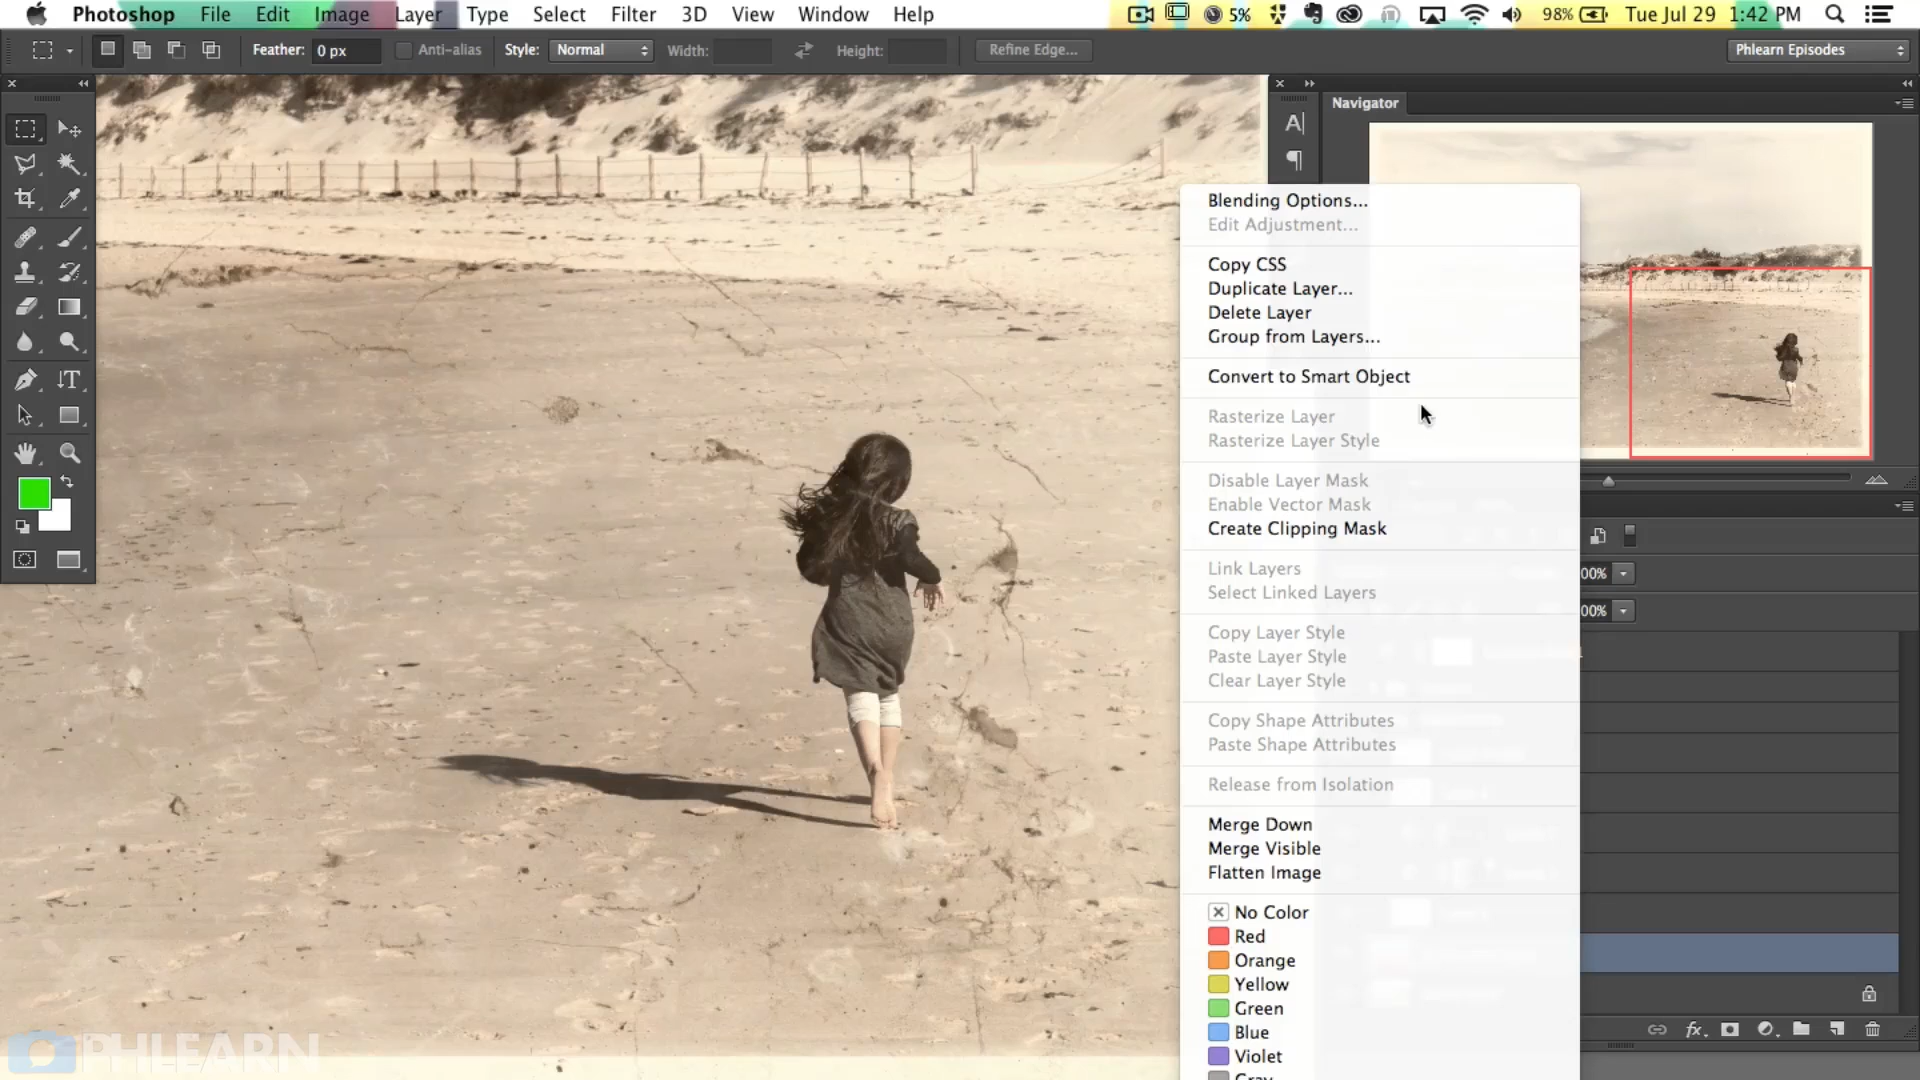 Photoshop File Edit Image Layer Type Select Filter 3D View Window Help 5% 98% Tue Jul 29 1:42 PM
Feather: 0 px Anti-alias Style: Normal Width: Height: Refine Edge... Phlearn Episodes
Navigator
Blending Options...
Edit Adjustment...
Copy CSS
Duplicate Layer...
Delete Layer
Group from Layers...
Convert to Smart Object
Rasterize Layer
Rasterize Layer Style
Disable Layer Mask
Enable Vector Mask
Create Clipping Mask
Link Layers
Select Linked Layers
00%
00%
Copy Layer Style
Paste Layer Style
Clear Layer Style
Copy Shape Attributes
Paste Shape Attributes
Release from Isolation
Merge Down
Merge Visible
Flatten Image
No Color
Red
Orange
Yellow
Green
Blue
Violet
Gray
fx
PHLEARN